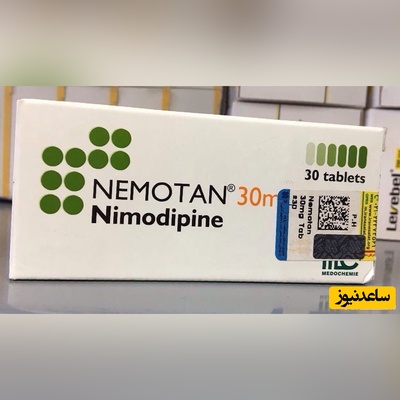 NEMOTAN® 30m
Nimodipine
30 tablets
P.H
Nemotan
30mg Tab
MEDOCHEMIE
ساعدنیوز